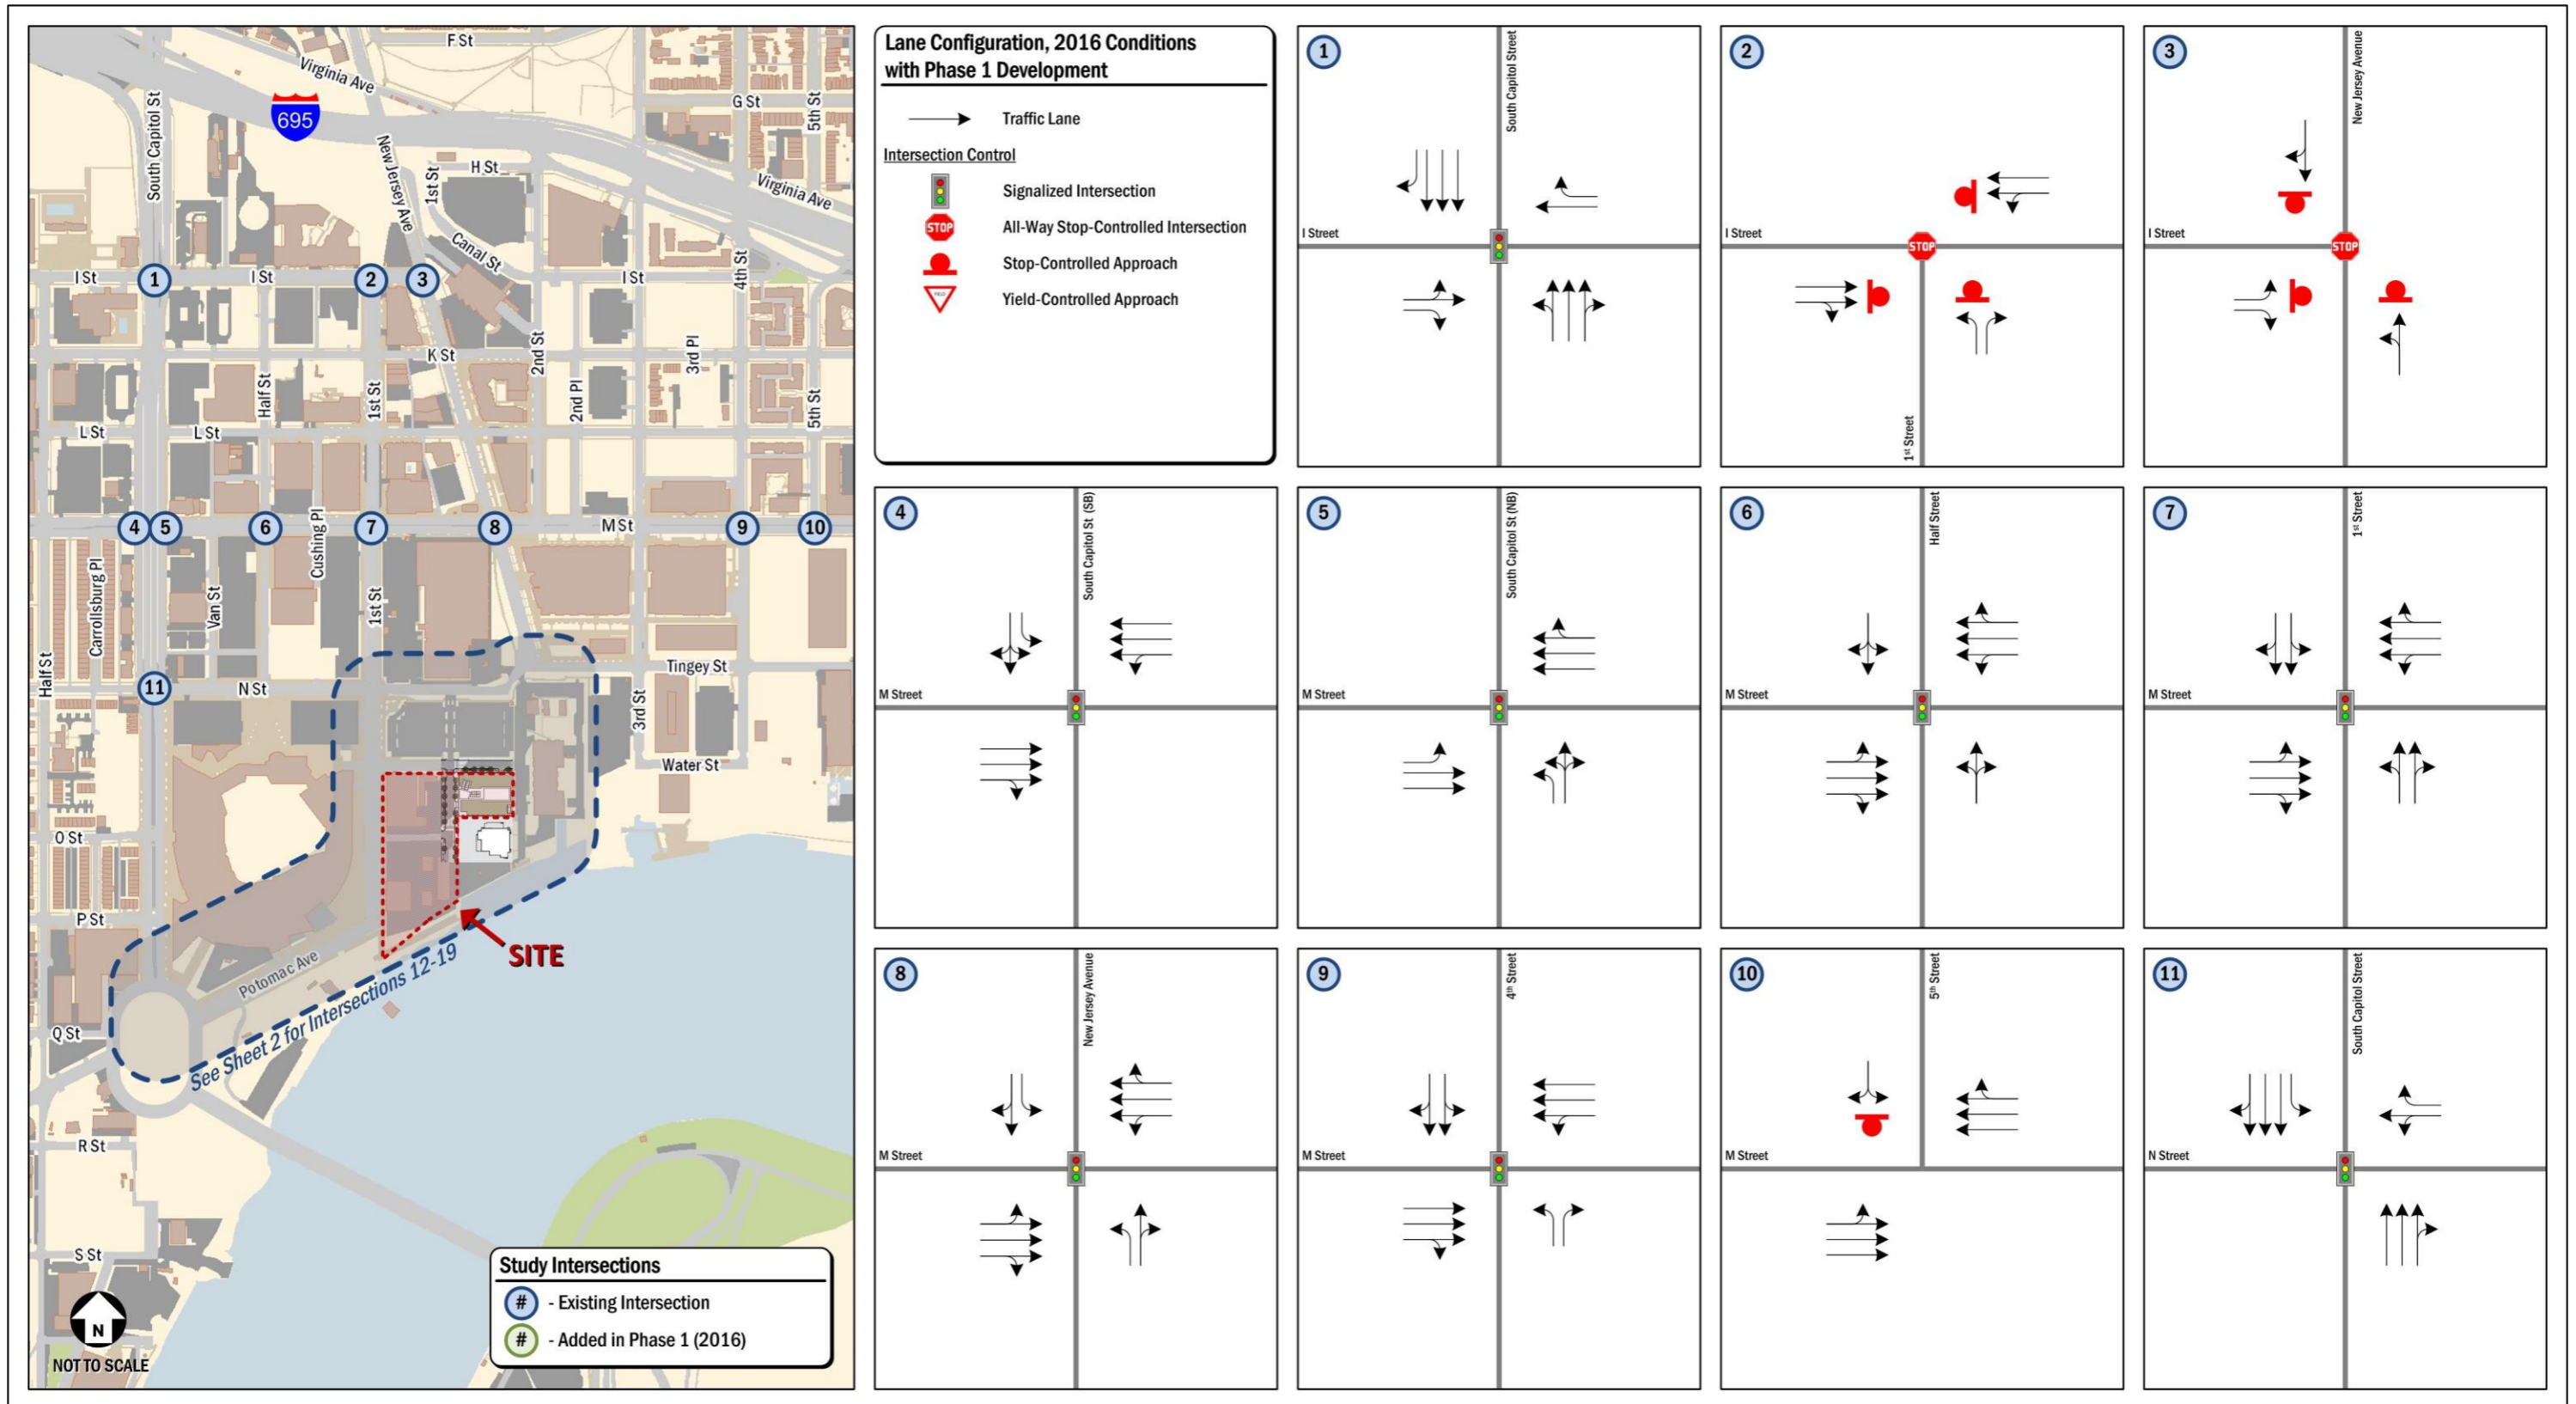 F St
Virginia Ave
695
G St
5th St
South Capitol St
New Jersey Ave
1st St
H St
Virginia Ave
Canal St
4th St
I St
1
I St
2
3
I St
K St
2nd St
3rd Pl
Half St
1st St
2nd Pl
5th St
L St
L St
4
5
6
Cushing Pl
7
8
M St
9
10
Carrollsburg Pl
Van St
1st St
Half St
11
N St
Tingey St
3rd St
Water St
O St
P St
SITE
Potomac Ave
See Sheet 2 for Intersections 12-19
Q St
R St
S St
N
NOT TO SCALE
Study Intersections
# - Existing Intersection
# - Added in Phase 1 (2016)
Lane Configuration, 2016 Conditions
with Phase 1 Development
Traffic Lane
Intersection Control
Signalized Intersection
STOP
All-Way Stop-Controlled Intersection
Stop-Controlled Approach
YIELD
Yield-Controlled Approach
1
South Capitol Street
I Street
2
I Street
STOP
1st Street
3
New Jersey Avenue
I Street
STOP
4
South Capitol St (SB)
M Street
5
South Capitol St (NB)
M Street
6
Half Street
M Street
7
1st Street
M Street
8
New Jersey Avenue
M Street
9
4th Street
M Street
10
5th Street
M Street
11
South Capitol Street
N Street